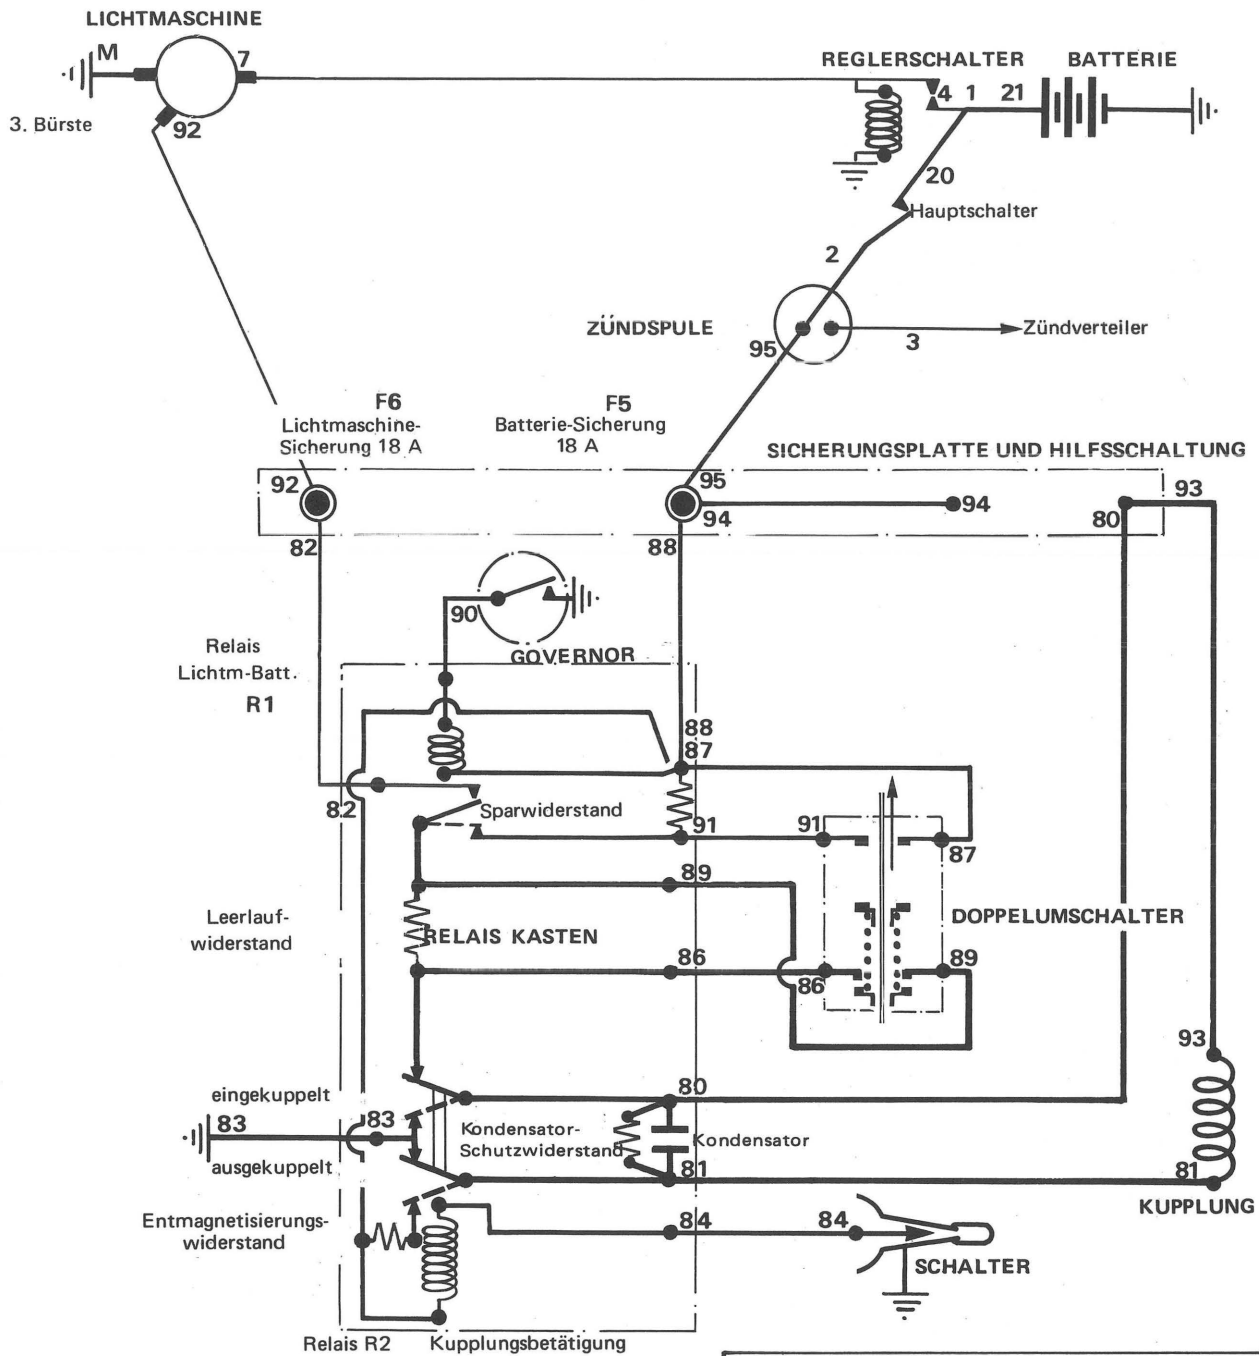 LICHTMASCHINE
M
7
3. Bürste
92
REGLERSCHALTER
BATTERIE
4
1
21
20
Hauptschalter
2
ZÜNDSPULE
95
3
Zündverteiler
F6
Lichtmaschine-
Sicherung 18 A
F5
Batterie-Sicherung
18 A
SICHERUNGSPLATTE UND HILFSSCHALTUNG
92
95
94
94
80
93
82
88
90
GOVERNOR
Relais
Lichtm-Batt.
R1
88
87
82
Sparwiderstand
91
91
87
89
Leerlauf-
widerstand
RELAIS KASTEN
DOPPELUMSCHALTER
86
86
89
93
eingekuppelt
80
83
83
Kondensator-
Schutzwiderstand
Kondensator
ausgekuppelt
81
81
KUPPLUNG
Entmagnetisierungs-
widerstand
84
84
SCHALTER
Relais R2
Kupplungsbetätigung